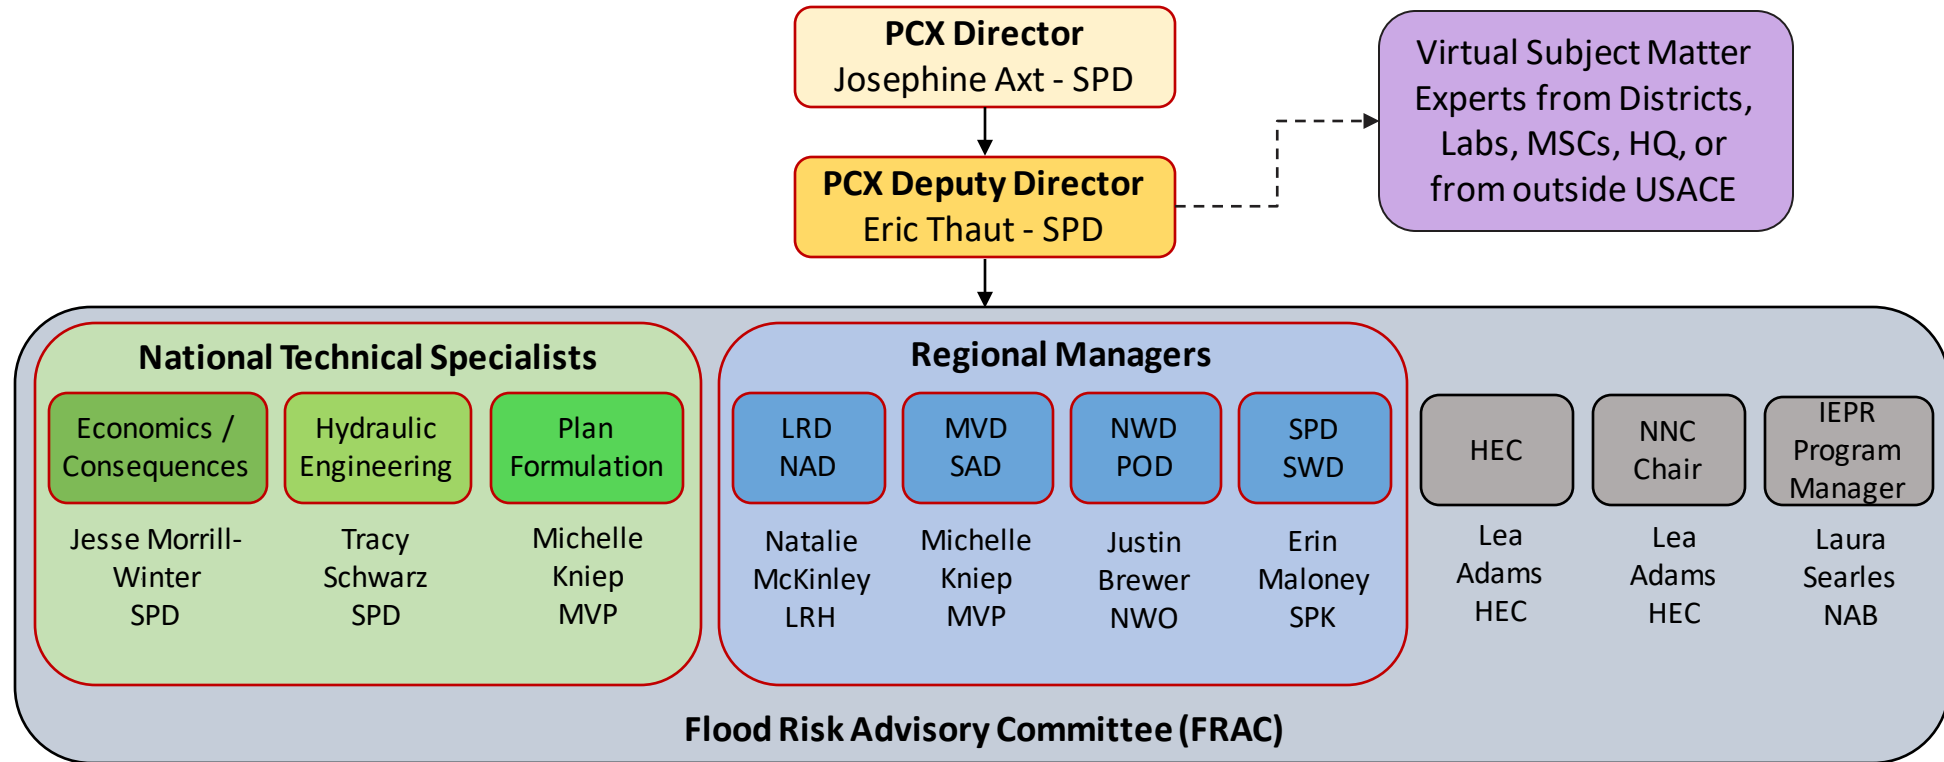 PCX Director
Josephine Axt - SPD
Virtual Subject Matter
Experts from Districts,
Labs, MSCs, HQ, or
from outside USACE
PCX Deputy Director
Eric Thaut - SPD
National Technical Specialists
Economics /
Consequences
Jesse Morrill-
Winter
SPD
Hydraulic
Engineering
Tracy
Schwarz
SPD
Plan
Formulation
Michelle
Kniep
MVP
Regional Managers
LRD
NAD
Natalie
McKinley
LRH
MVD
SAD
Michelle
Kniep
MVP
NWD
POD
Justin
Brewer
NWO
SPD
SWD
Erin
Maloney
SPK
HEC
Lea
Adams
HEC
NNC
Chair
Lea
Adams
HEC
IEPR
Program
Manager
Laura
Searles
NAB
Flood Risk Advisory Committee (FRAC)